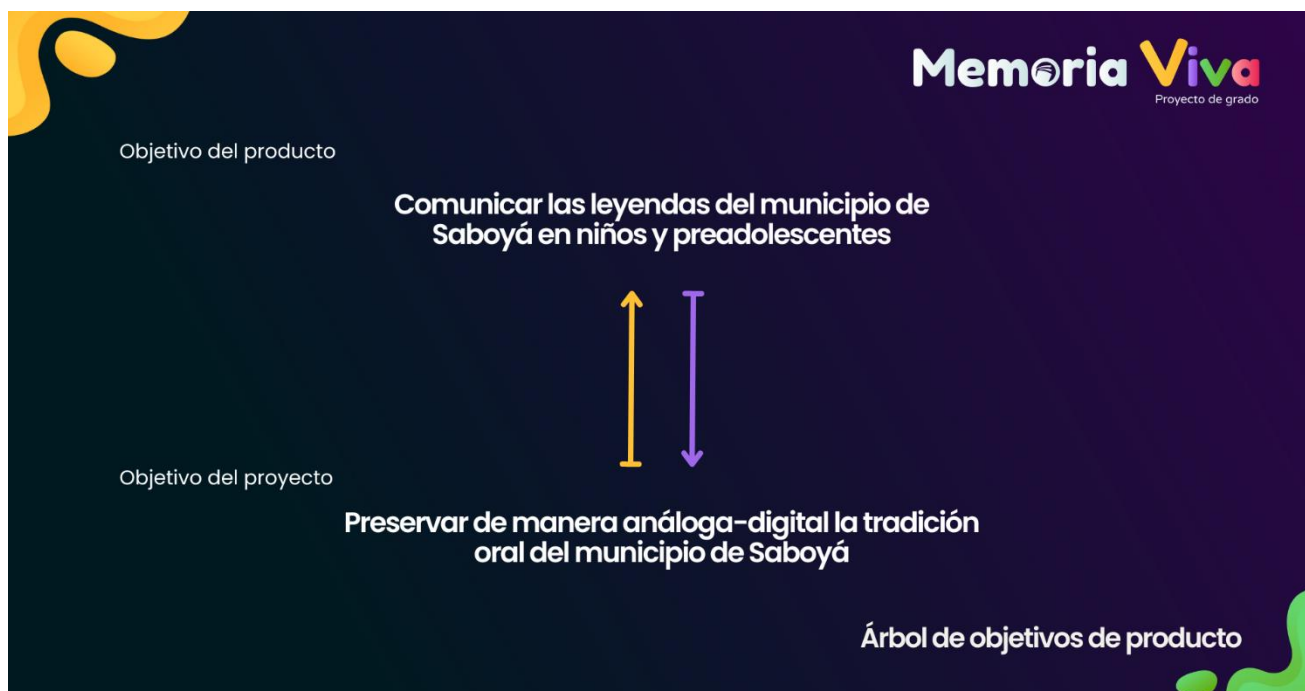 Memoria Viva
Proyecto de grado
Objetivo del producto
Comunicar las leyendas del municipio de
Saboyá en niños y preadolescentes
Objetivo del proyecto
Preservar de manera análoga-digital la tradición
oral del municipio de Saboyá
Árbol de objetivos de producto